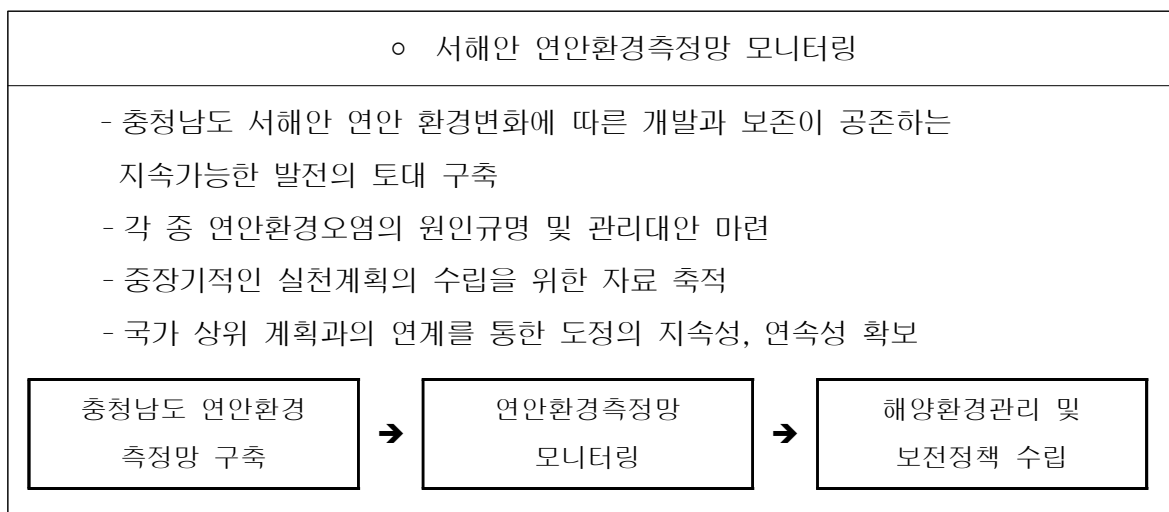 ○ 서해안 연안환경측정망 모니터링
- 충청남도 서해안 연안 환경변화에 따른 개발과 보존이 공존하는
지속가능한 발전의 토대 구축
- 각 종 연안환경오염의 원인규명 및 관리대안 마련
- 중장기적인 실천계획의 수립을 위한 자료 축적
- 국가 상위 계획과의 연계를 통한 도정의 지속성, 연속성 확보
충청남도 연안환경
측정망 구축
➔
연안환경측정망
모니터링
➔
해양환경관리 및
보전정책 수립